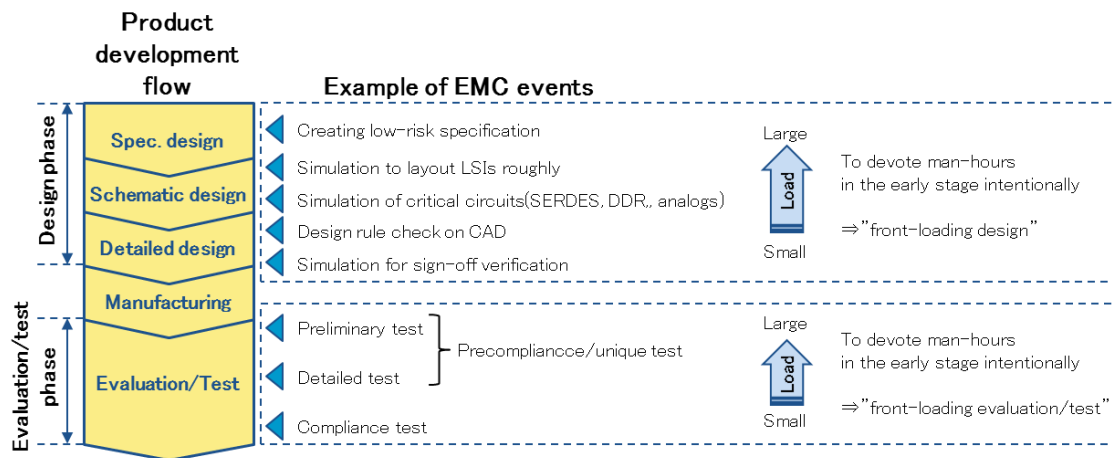 Product
development
flow
Example of EMC events
Design phase
Spec. design
Schematic design
Detailed design
Manufacturing
Creating low-risk specification
Simulation to layout LSIs roughly
Simulation of critical circuits(SERDES, DDR,, analogs)
Design rule check on CAD
Simulation for sign-off verification
Large
Load
Small
To devote man-hours
in the early stage intentionally
⇒"front-loading design"
Evaluation/test
phase
Evaluation/Test
Preliminary test
Detailed test
Precompliancce/unique test
Compliance test
Large
Load
Small
To devote man-hours
in the early stage intentionally
⇒"front-loading evaluation/test"